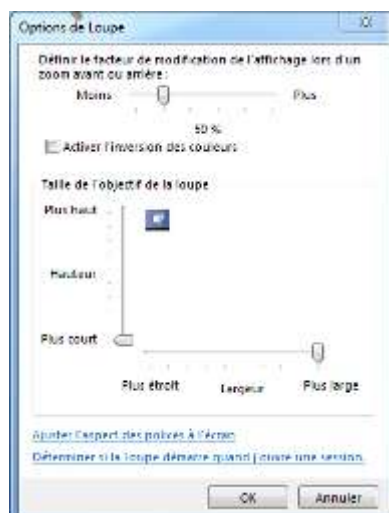 Options de Loupe
Définir le facteur de modification de l'affichage lors d'un
zoom avant ou arrière :
Moins Plus
50 %
Activer l'inversion des couleurs
Taille de l'objectif de la loupe
Plus haut
Hauteur
Plus court
Plus étroit Largeur Plus large
Ajuster l'aspect des polices à l'écran
Déterminer si la Loupe démarre quand j'ouvre une session.
OK Annuler